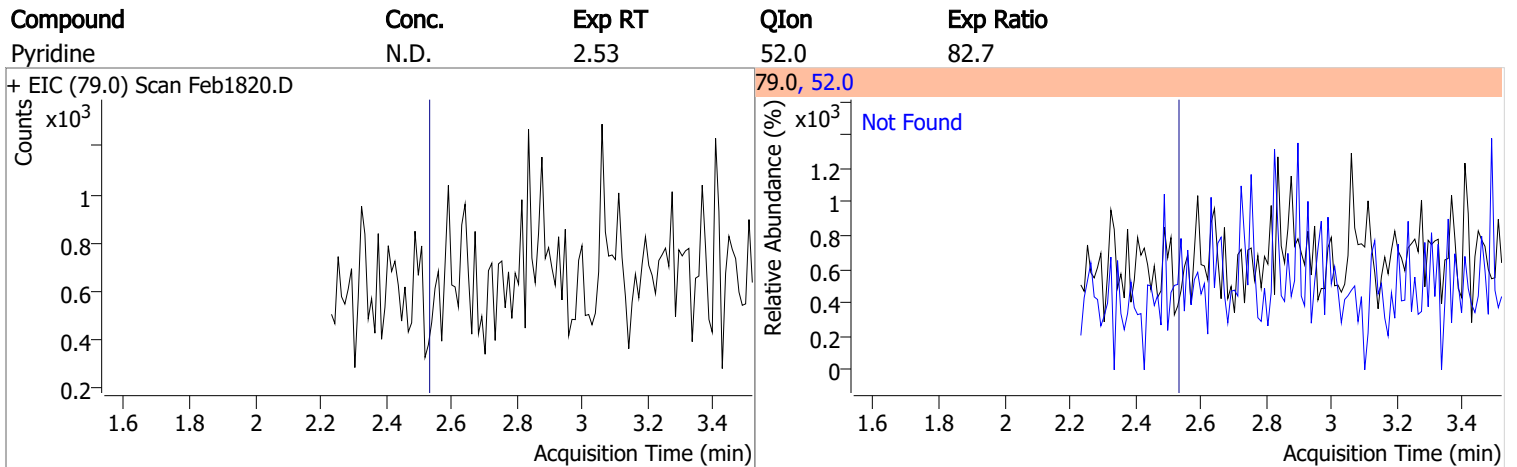 Compound Conc. Exp RT QIon Exp Ratio
Pyridine N.D. 2.53 52.0 82.7
+ EIC (79.0) Scan Feb1820.D
Counts
x10³
1
0.8
0.6
0.4
0.2
1.6 1.8 2 2.2 2.4 2.6 2.8 3 3.2 3.4
Acquisition Time (min)
79.0, 52.0
Relative Abundance (%)
x10³
Not Found
1.2
1
0.8
0.6
0.4
0.2
0
1.6 1.8 2 2.2 2.4 2.6 2.8 3 3.2 3.4
Acquisition Time (min)